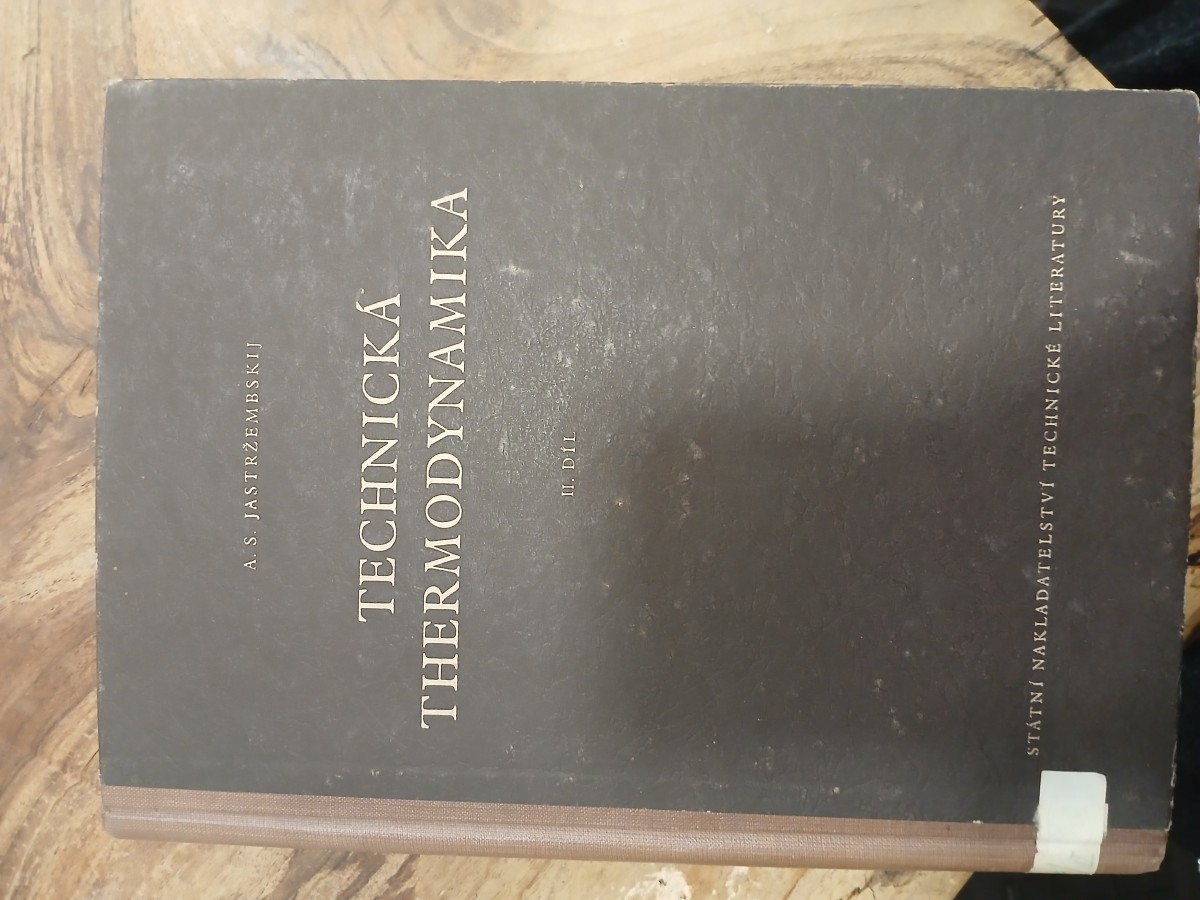 A. S. JASTRŽEMBSKIJ
TECHNICKÁ
THERMODYNAMIKA
II. DÍL
STÁTNÍ NAKLADATELSTVÍ TECHNICKÉ LITERATURY